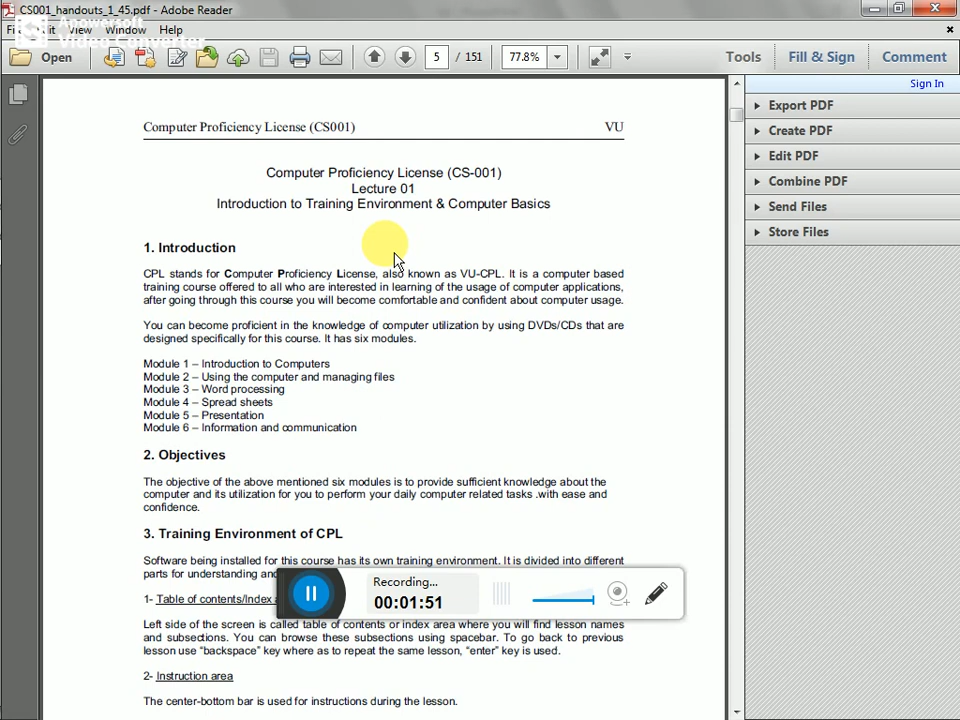 CS001_handouts_1_45.pdf - Adobe Reader
Apowersoft
Video Converter
View Window Help
Open
5 / 151
77.8%
Tools Fill & Sign Comment
Sign In
Export PDF
Create PDF
Edit PDF
Combine PDF
Send Files
Store Files
Computer Proficiency License (CS001) VU
Computer Proficiency License (CS-001)
Lecture 01
Introduction to Training Environment & Computer Basics
1. Introduction
CPL stands for Computer Proficiency License, also known as VU-CPL. It is a computer based
training course offered to all who are interested in learning of the usage of computer applications,
after going through this course you will become comfortable and confident about computer usage.
You can become proficient in the knowledge of computer utilization by using DVDs/CDs that are
designed specifically for this course. It has six modules.
Module 1 – Introduction to Computers
Module 2 – Using the computer and managing files
Module 3 – Word processing
Module 4 – Spread sheets
Module 5 – Presentation
Module 6 – Information and communication
2. Objectives
The objective of the above mentioned six modules is to provide sufficient knowledge about the
computer and its utilization for you to perform your daily computer related tasks .with ease and
confidence.
3. Training Environment of CPL
Software being installed for this course has its own training environment. It is divided into different
parts for understanding and
1- Table of contents/Index
Left side of the screen is called table of contents or index area where you will find lesson names
and subsections. You can browse these subsections using spacebar. To go back to previous
lesson use “backspace” key where as to repeat the same lesson, “enter” key is used.
2- Instruction area
The center-bottom bar is used for instructions during the lesson.
Recording...
00:01:51